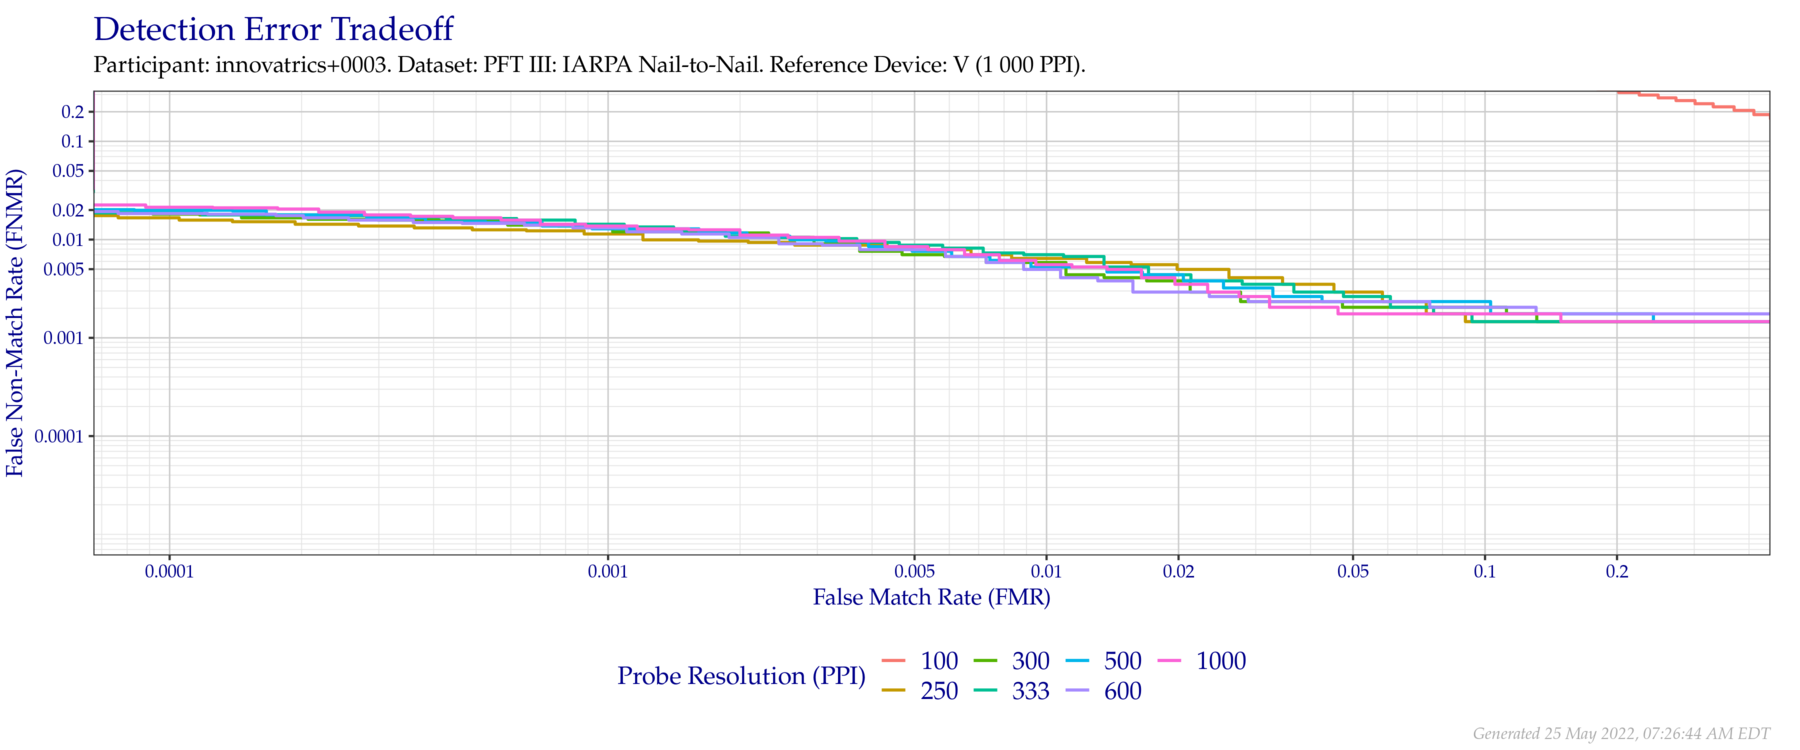 Detection Error Tradeoff
Participant: innovatrics+0003. Dataset: PFT III: IARPA Nail-to-Nail. Reference Device: V (1 000 PPI).
False Non-Match Rate (FNMR)
0.2
0.1
0.05
0.02
0.01
0.005
0.001
0.0001
0.0001 0.001 0.005 0.01 0.02 0.05 0.1 0.2
False Match Rate (FMR)
Probe Resolution (PPI)
100 300 500 1000
250 333 600
Generated 25 May 2022, 07:26:44 AM EDT